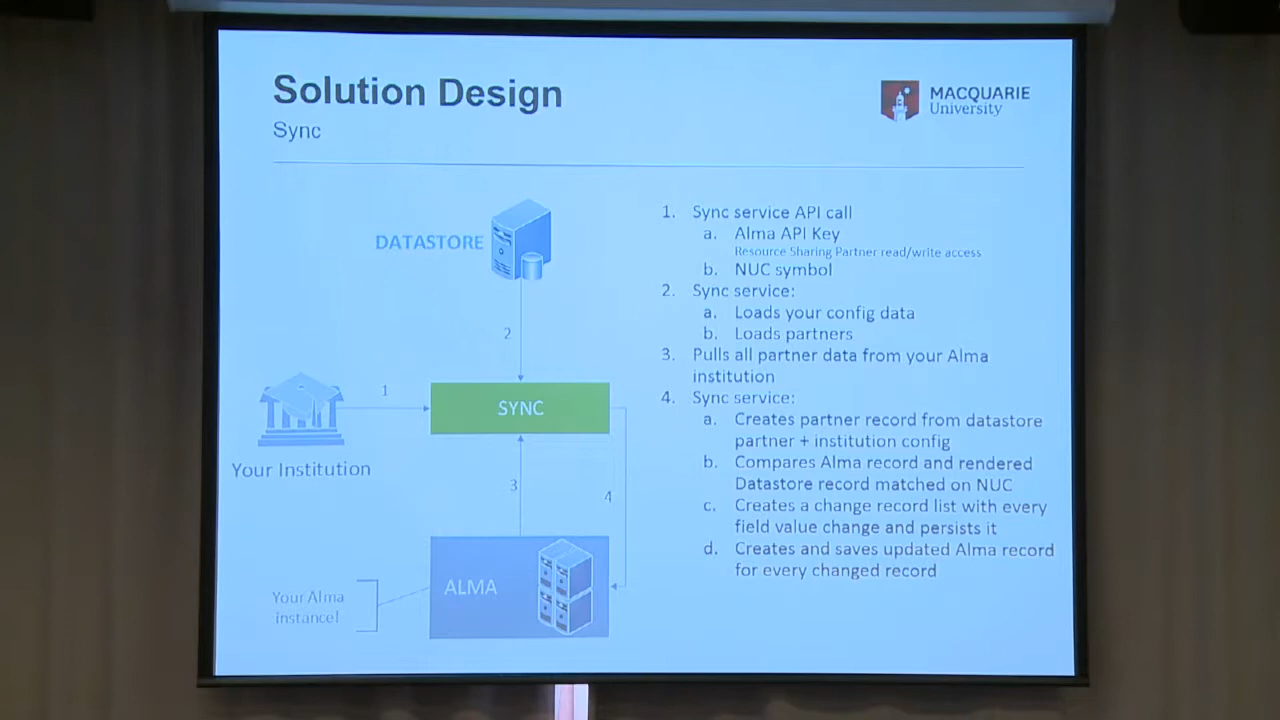 Solution Design
Sync
MACQUARIE
University
DATASTORE
2
1
SYNC
Your Institution
3
4
ALMA
Your Alma
instance!
1. Sync service API call
a. Alma API Key
Resource Sharing Partner read/write access
b. NUC symbol
2. Sync service:
a. Loads your config data
b. Loads partners
3. Pulls all partner data from your Alma
institution
4. Sync service:
a. Creates partner record from datastore
partner + institution config
b. Compares Alma record and rendered
Datastore record matched on NUC
c. Creates a change record list with every
field value change and persists it
d. Creates and saves updated Alma record
for every changed record